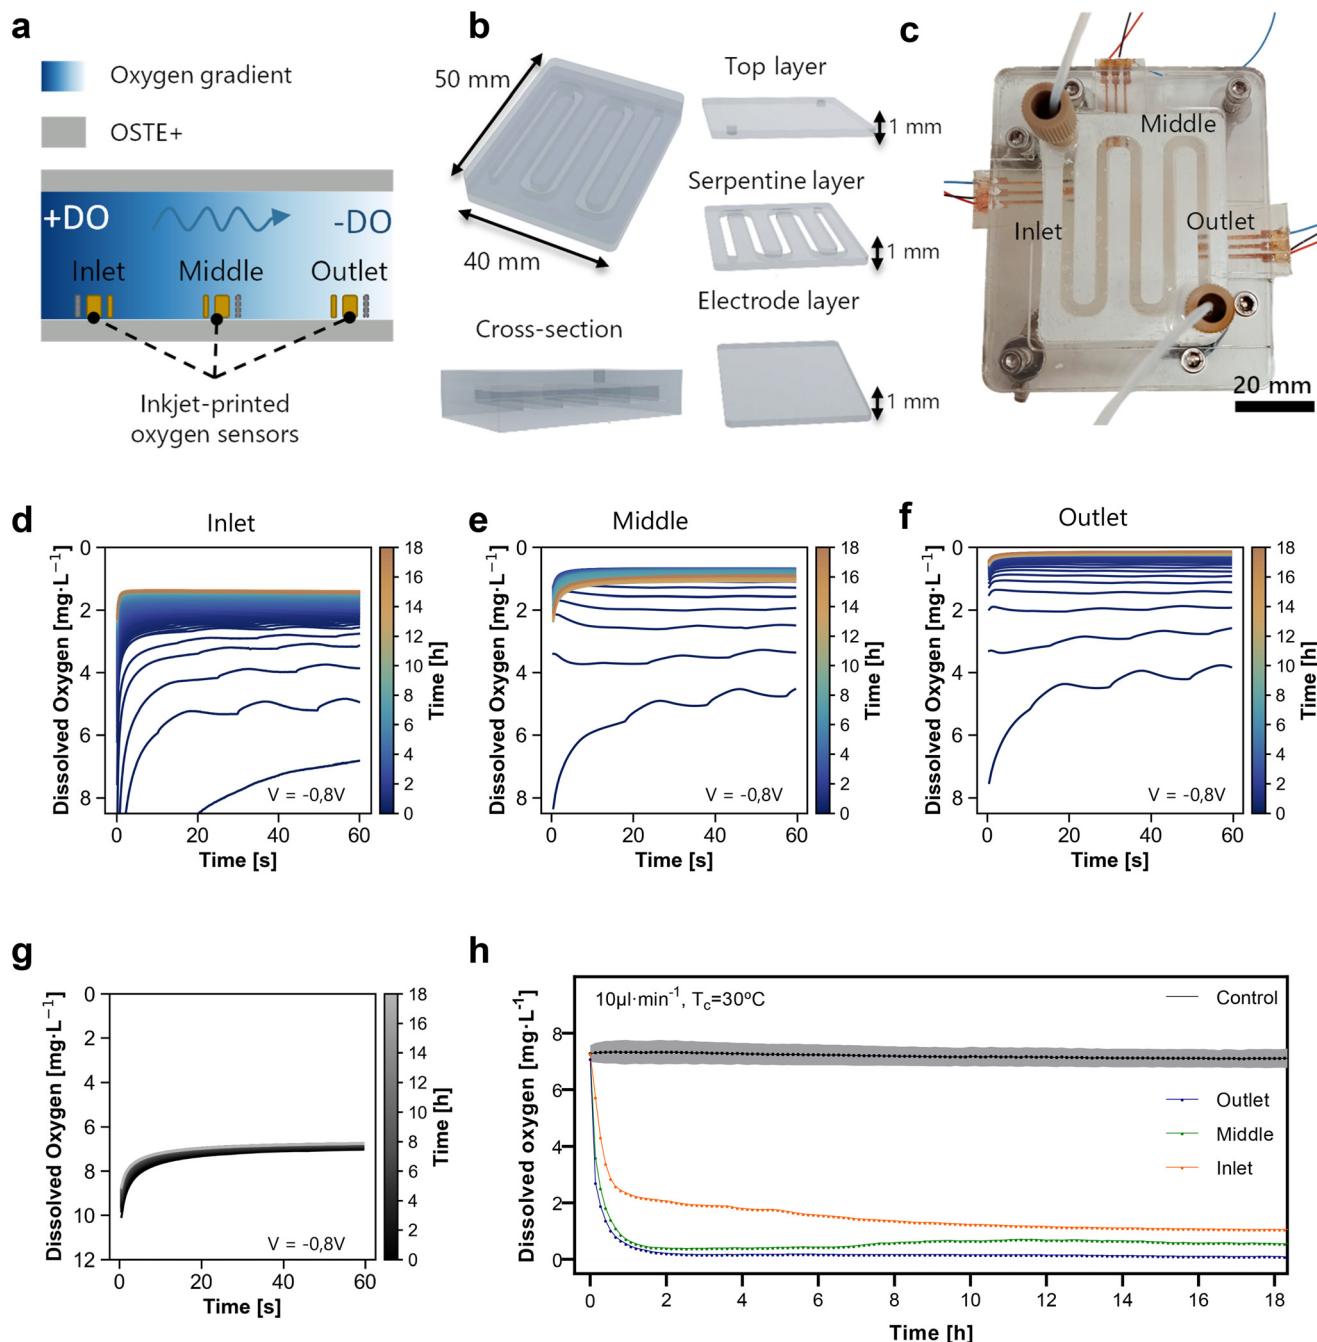 a
Oxygen gradient
OSTE+
+DO
-DO
Inlet
Middle
Outlet
Inkjet-printed
oxygen sensors
b
50 mm
40 mm
Top layer
1 mm
Serpentine layer
1 mm
Electrode layer
1 mm
Cross-section
c
Middle
Inlet
Outlet
20 mm
d
Inlet
Dissolved Oxygen [mg·L⁻¹]
0
2
4
6
8
V = -0,8V
0 20 40 60
Time [s]
18
16
14
12
10
8
6
4
2
0
Time [h]
e
Middle
Dissolved Oxygen [mg·L⁻¹]
0
2
4
6
8
V = -0,8V
0 20 40 60
Time [s]
18
16
14
12
10
8
6
4
2
0
Time [h]
f
Outlet
Dissolved Oxygen [mg·L⁻¹]
0
2
4
6
8
V = -0,8V
0 20 40 60
Time [s]
18
16
14
12
10
8
6
4
2
0
Time [h]
g
Dissolved Oxygen [mg·L⁻¹]
0
2
4
6
8
10
12
V = -0,8V
0 20 40 60
Time [s]
18
16
14
12
10
8
6
4
2
0
Time [h]
h
Dissolved oxygen [mg·L⁻¹]
8
6
4
2
0
10µl·min⁻¹, T_c=30ºC
Control
Outlet
Middle
Inlet
0 2 4 6 8 10 12 14 16 18
Time [h]